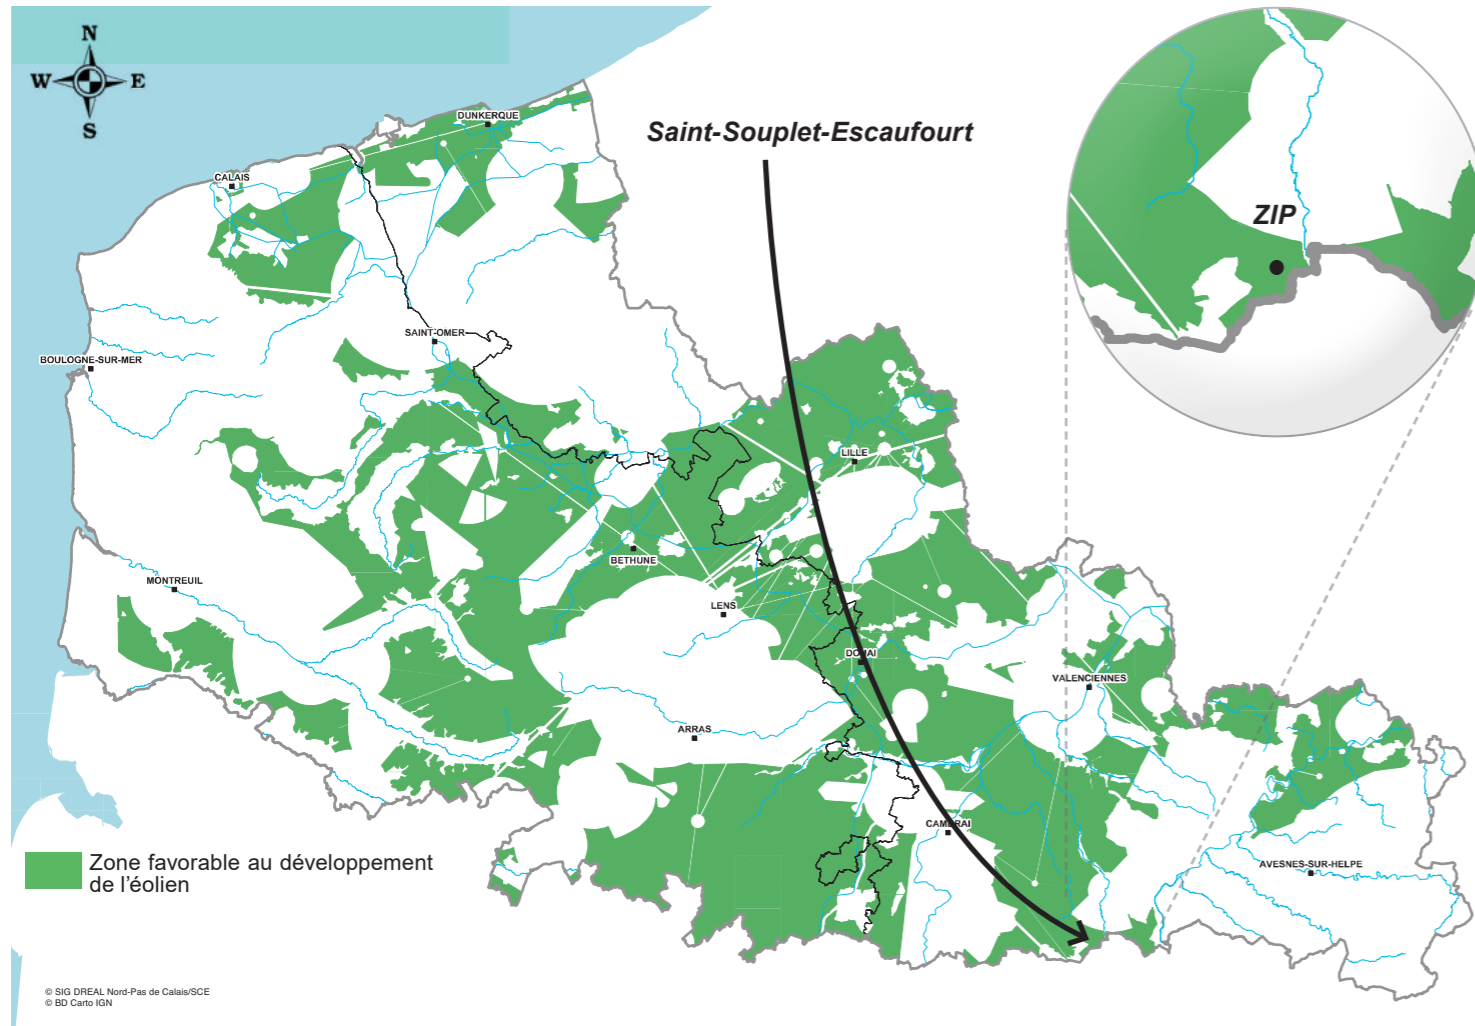 N
W E
S
DUNKERQUE
Saint-Souplet-Escaufourt
CALAIS
ZIP
SAINT-OMER
BOULOGNE-SUR-MER
LILLE
BETHUNE
MONTREUIL
LENS
DOUAI
VALENCIENNES
ARRAS
CAMBRAI
AVESNES-SUR-HELPE
Zone favorable au développement
de l'éolien
© SIG DREAL Nord-Pas de Calais/SCE
© BD Carto IGN